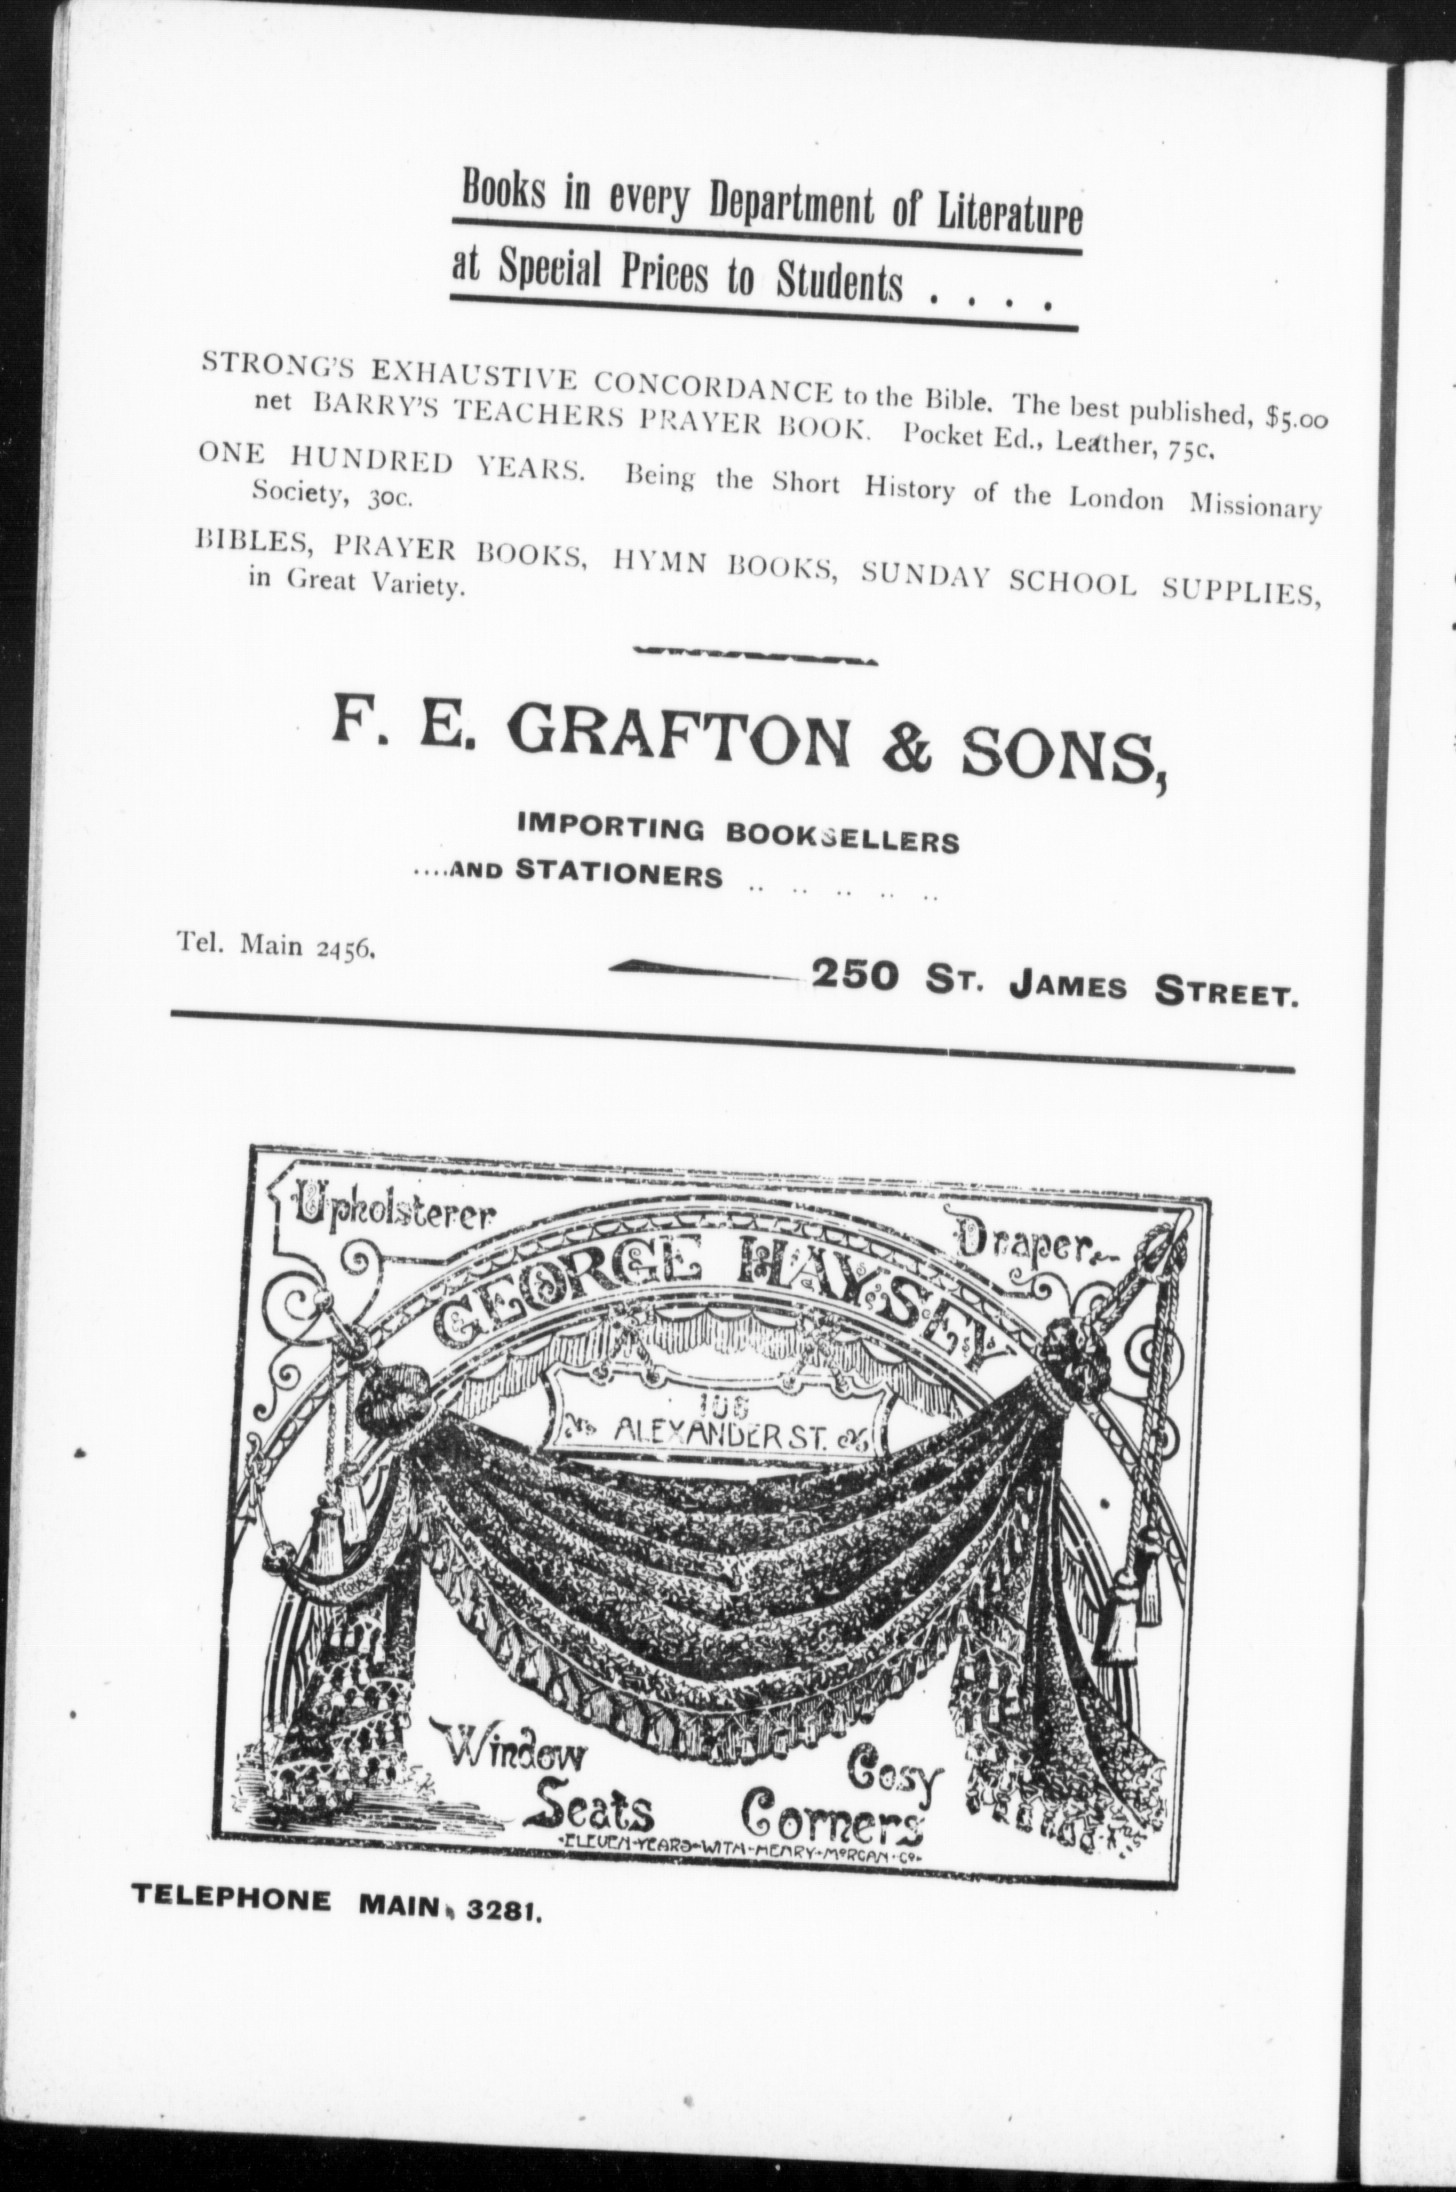 Books in every Department of Literature
at Special Prices to Students . . . .
STRONG'S EXHAUSTIVE CONCORDANCE to the Bible. The best published, $5.00
net BARRY'S TEACHERS PRAYER BOOK. Pocket Ed., Leather, 75c.
ONE HUNDRED YEARS. Being the Short History of the London Missionary
Society, 30c.
BIBLES, PRAYER BOOKS, HYMN BOOKS, SUNDAY SCHOOL SUPPLIES,
in Great Variety.
F. E. GRAFTON & SONS,
IMPORTING BOOKSELLERS
....AND STATIONERS .. .. .. .. ..
Tel. Main 2456.
250 ST. JAMES STREET.
Upholsterer
Draper
GEORGE HAYSEY
ALEXANDER ST.
Window
Seats
Cosy
Corners
·ELEVEN·YEARS·WITH·HENRY·MORGAN·CO·
TELEPHONE MAIN, 3281.